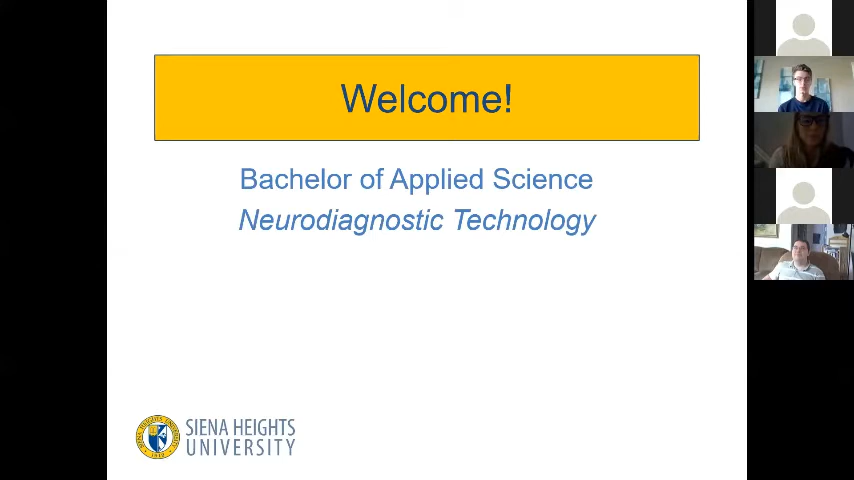 Welcome!
Bachelor of Applied Science
Neurodiagnostic Technology
SIENA HEIGHTS
UNIVERSITY